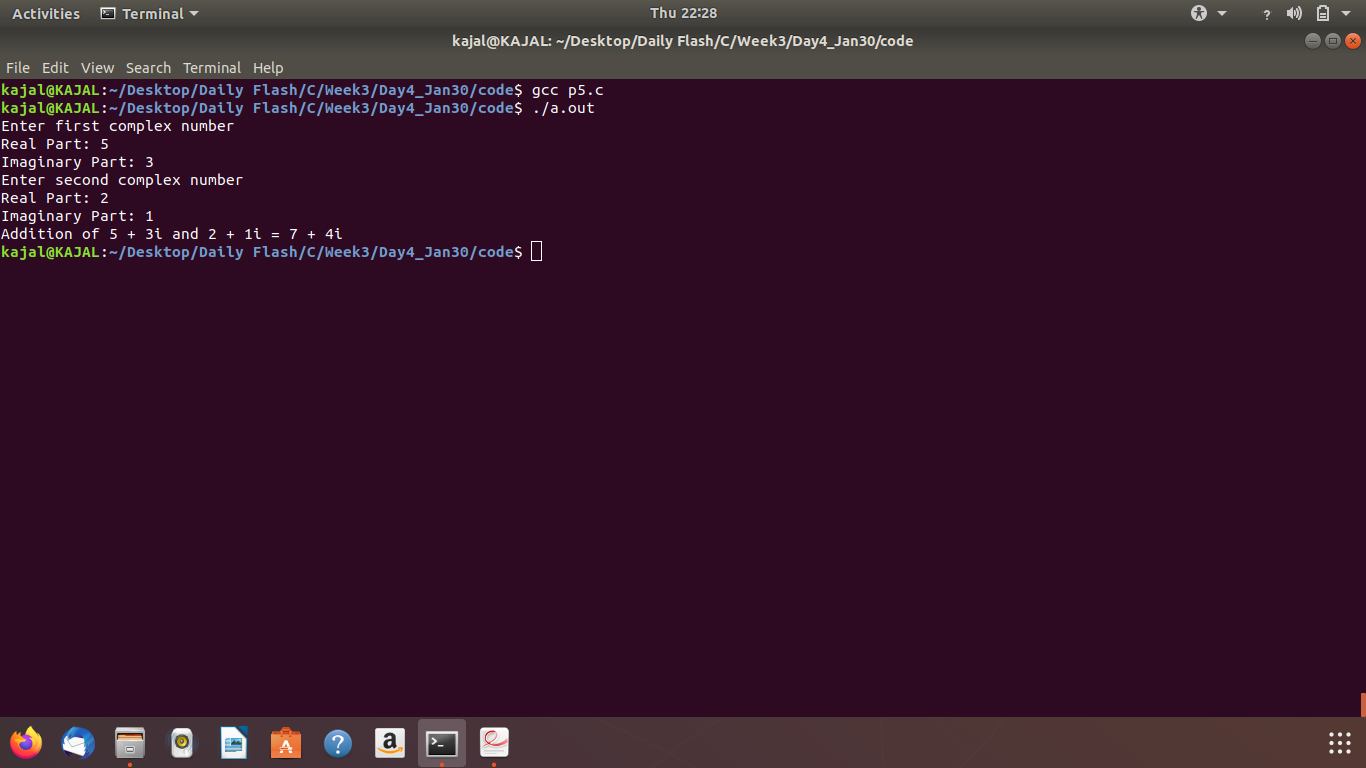 Activities Terminal Thu 22:28 ?
kajal@KAJAL: ~/Desktop/Daily Flash/C/Week3/Day4_Jan30/code
File Edit View Search Terminal Help
kajal@KAJAL:~/Desktop/Daily Flash/C/Week3/Day4_Jan30/code$ gcc p5.c
kajal@KAJAL:~/Desktop/Daily Flash/C/Week3/Day4_Jan30/code$ ./a.out
Enter first complex number
Real Part: 5
Imaginary Part: 3
Enter second complex number
Real Part: 2
Imaginary Part: 1
Addition of 5 + 3i and 2 + 1i = 7 + 4i
kajal@KAJAL:~/Desktop/Daily Flash/C/Week3/Day4_Jan30/code$
A ? a >_